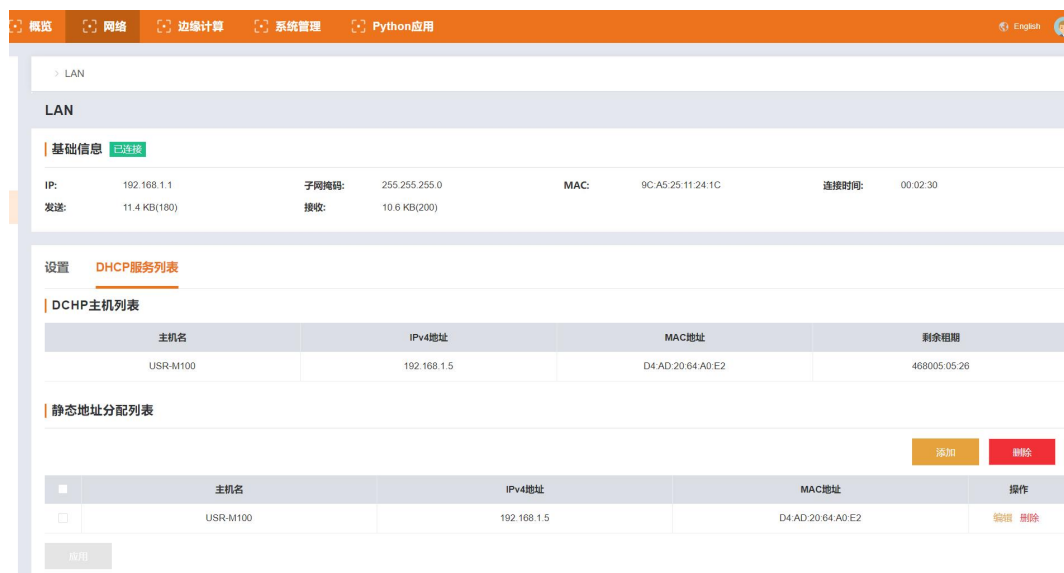 概览 网络 边缘计算 系统管理 Python应用 English
> LAN
LAN
基础信息 已连接
IP: 192.168.1.1 子网掩码: 255.255.255.0 MAC: 9C:A5:25:11:24:1C 连接时间: 00:02:30
发送: 11.4 KB(180) 接收: 10.6 KB(200)
设置 DHCP服务列表
DCHP主机列表
主机名 IPv4地址 MAC地址 剩余租期
USR-M100 192.168.1.5 D4:AD:20:64:A0:E2 468005:05:26
静态地址分配列表
添加 删除
主机名 IPv4地址 MAC地址 操作
USR-M100 192.168.1.5 D4:AD:20:64:A0:E2 编辑 删除
应用